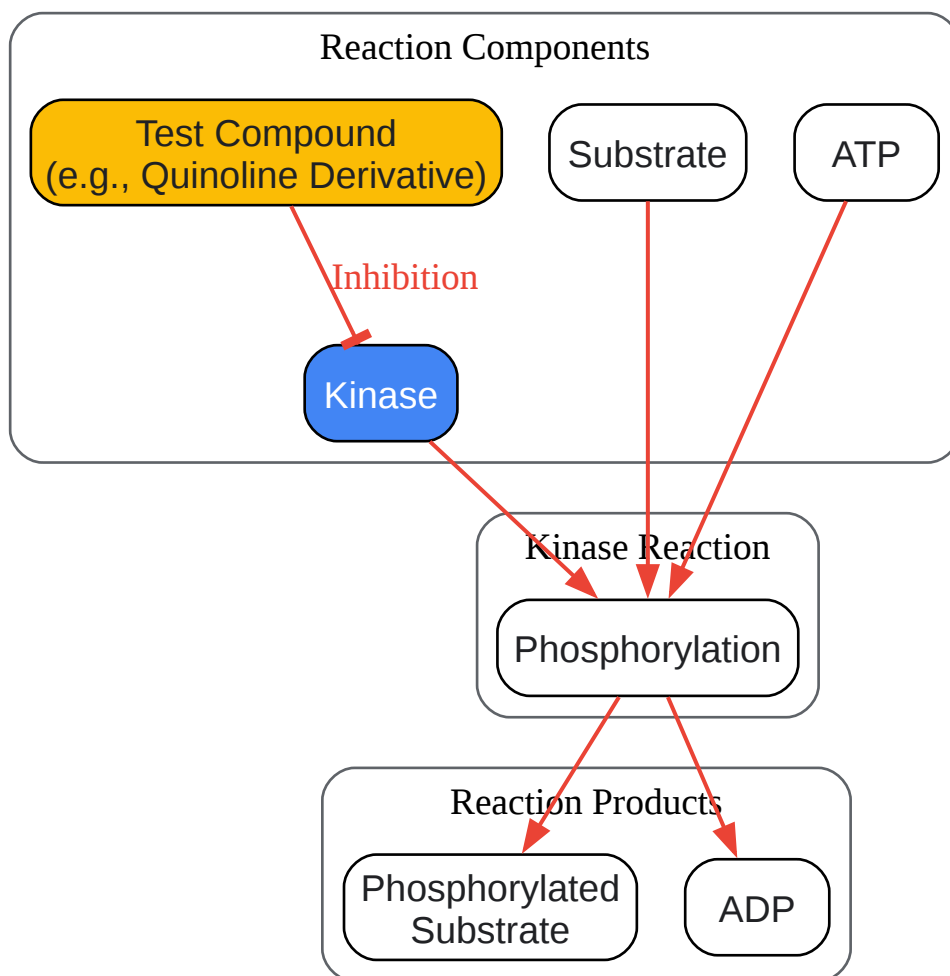 Reaction Components
Test Compound
(e.g., Quinoline Derivative)
Substrate
ATP
Inhibition
Kinase
Kinase Reaction
Phosphorylation
Reaction Products
Phosphorylated
Substrate
ADP